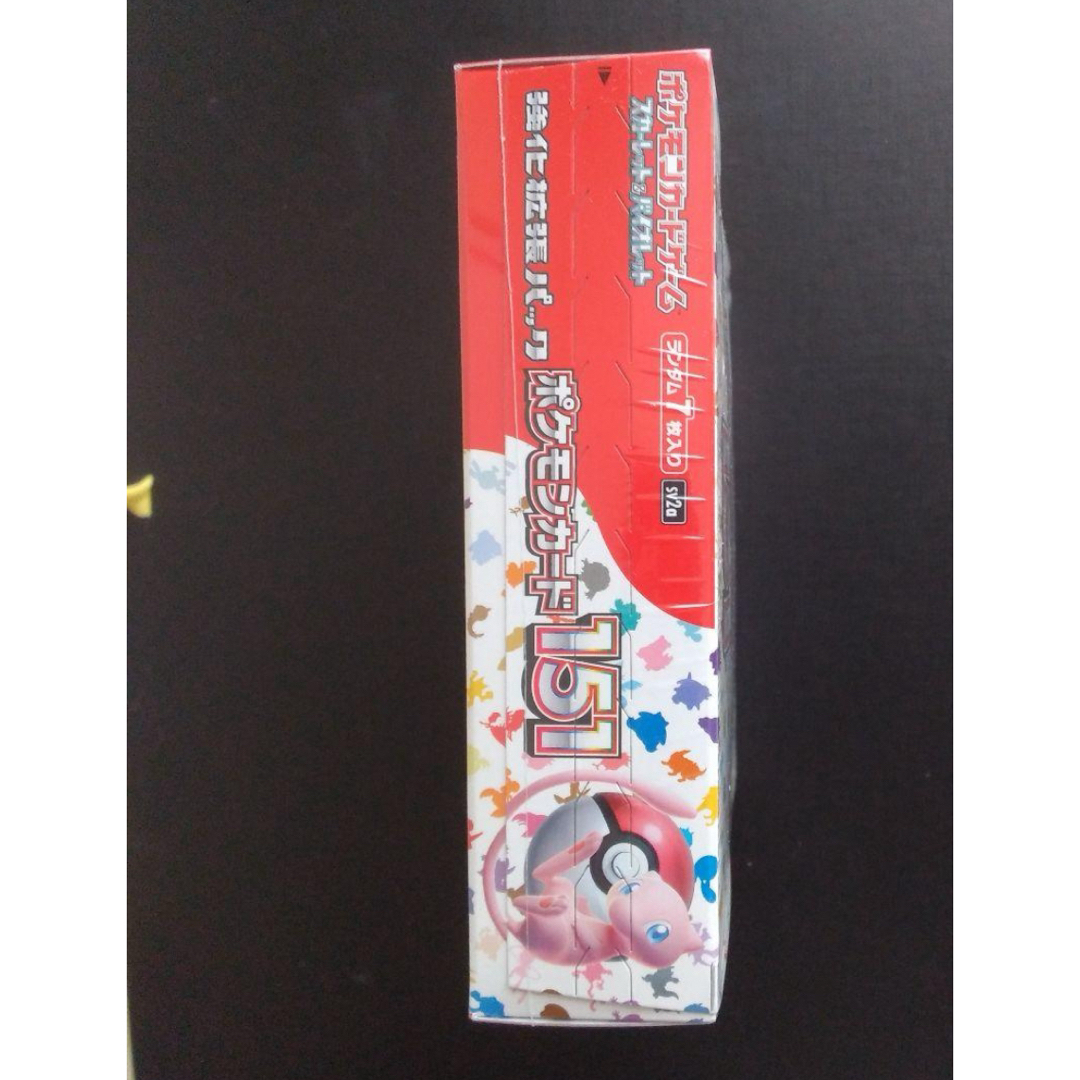 ポケモンカードゲーム
スカーレット&バイオレット
ランダム7枚入り
sv2a
強化拡張パック
ポケモンカード151